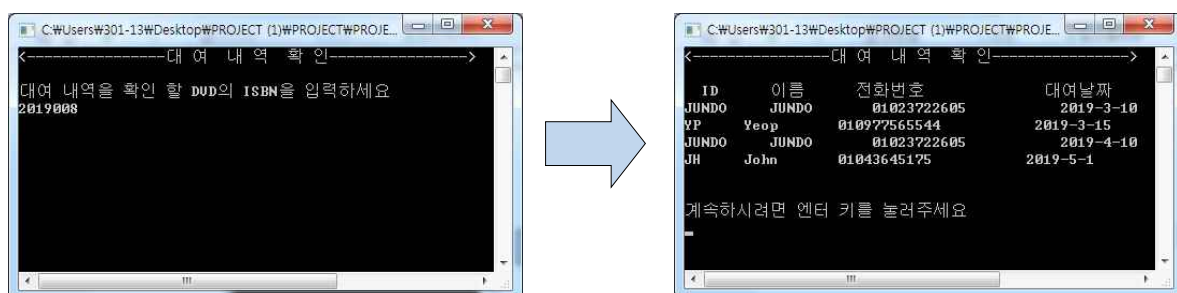 C:₩Users₩301-13₩Desktop₩PROJECT (1)₩PROJECT₩PROJE...
<-----------------대 여 내 역 확 인----------------->
대여 내역을 확인 할 DVD의 ISBN을 입력하세요
2019008
C:₩Users₩301-13₩Desktop₩PROJECT (1)₩PROJECT₩PROJE...
<-----------------대 여 내 역 확 인----------------->
ID 이름 전화번호 대여날짜
JUNDO JUNDO 01023722605 2019-3-10
YP Yeop 010977565544 2019-3-15
JUNDO JUNDO 01023722605 2019-4-10
JH John 01043645175 2019-5-1
계속하시려면 엔터 키를 눌러주세요